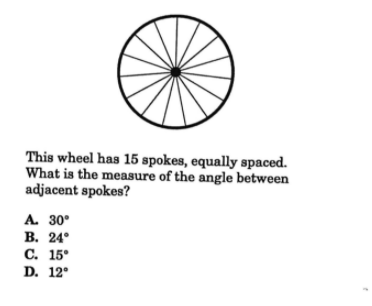 This wheel has 15 spokes, equally spaced.
What is the measure of the angle between
adjacent spokes?
A. 30°
B. 24°
C. 15°
D. 12°